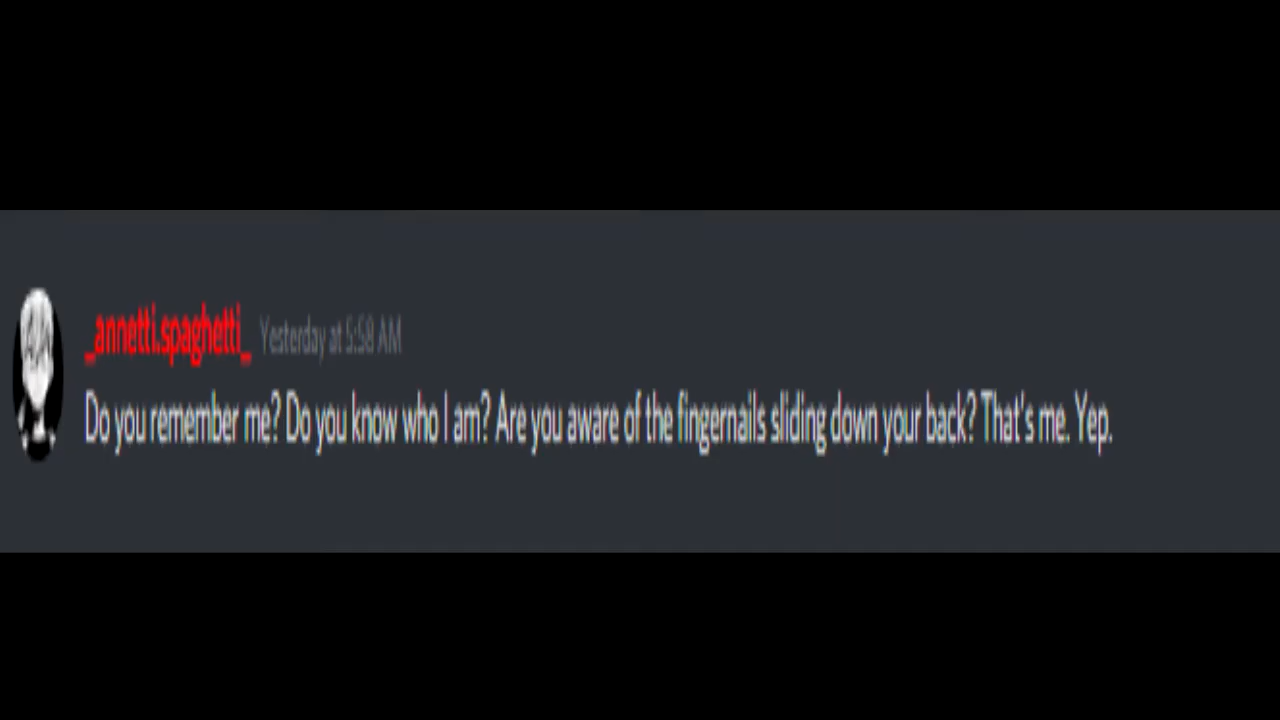 _annetti.spaghetti_ Yesterday at 5:58 AM
Do you remember me? Do you know who I am? Are you aware of the fingernails sliding down your back? That's me. Yep.